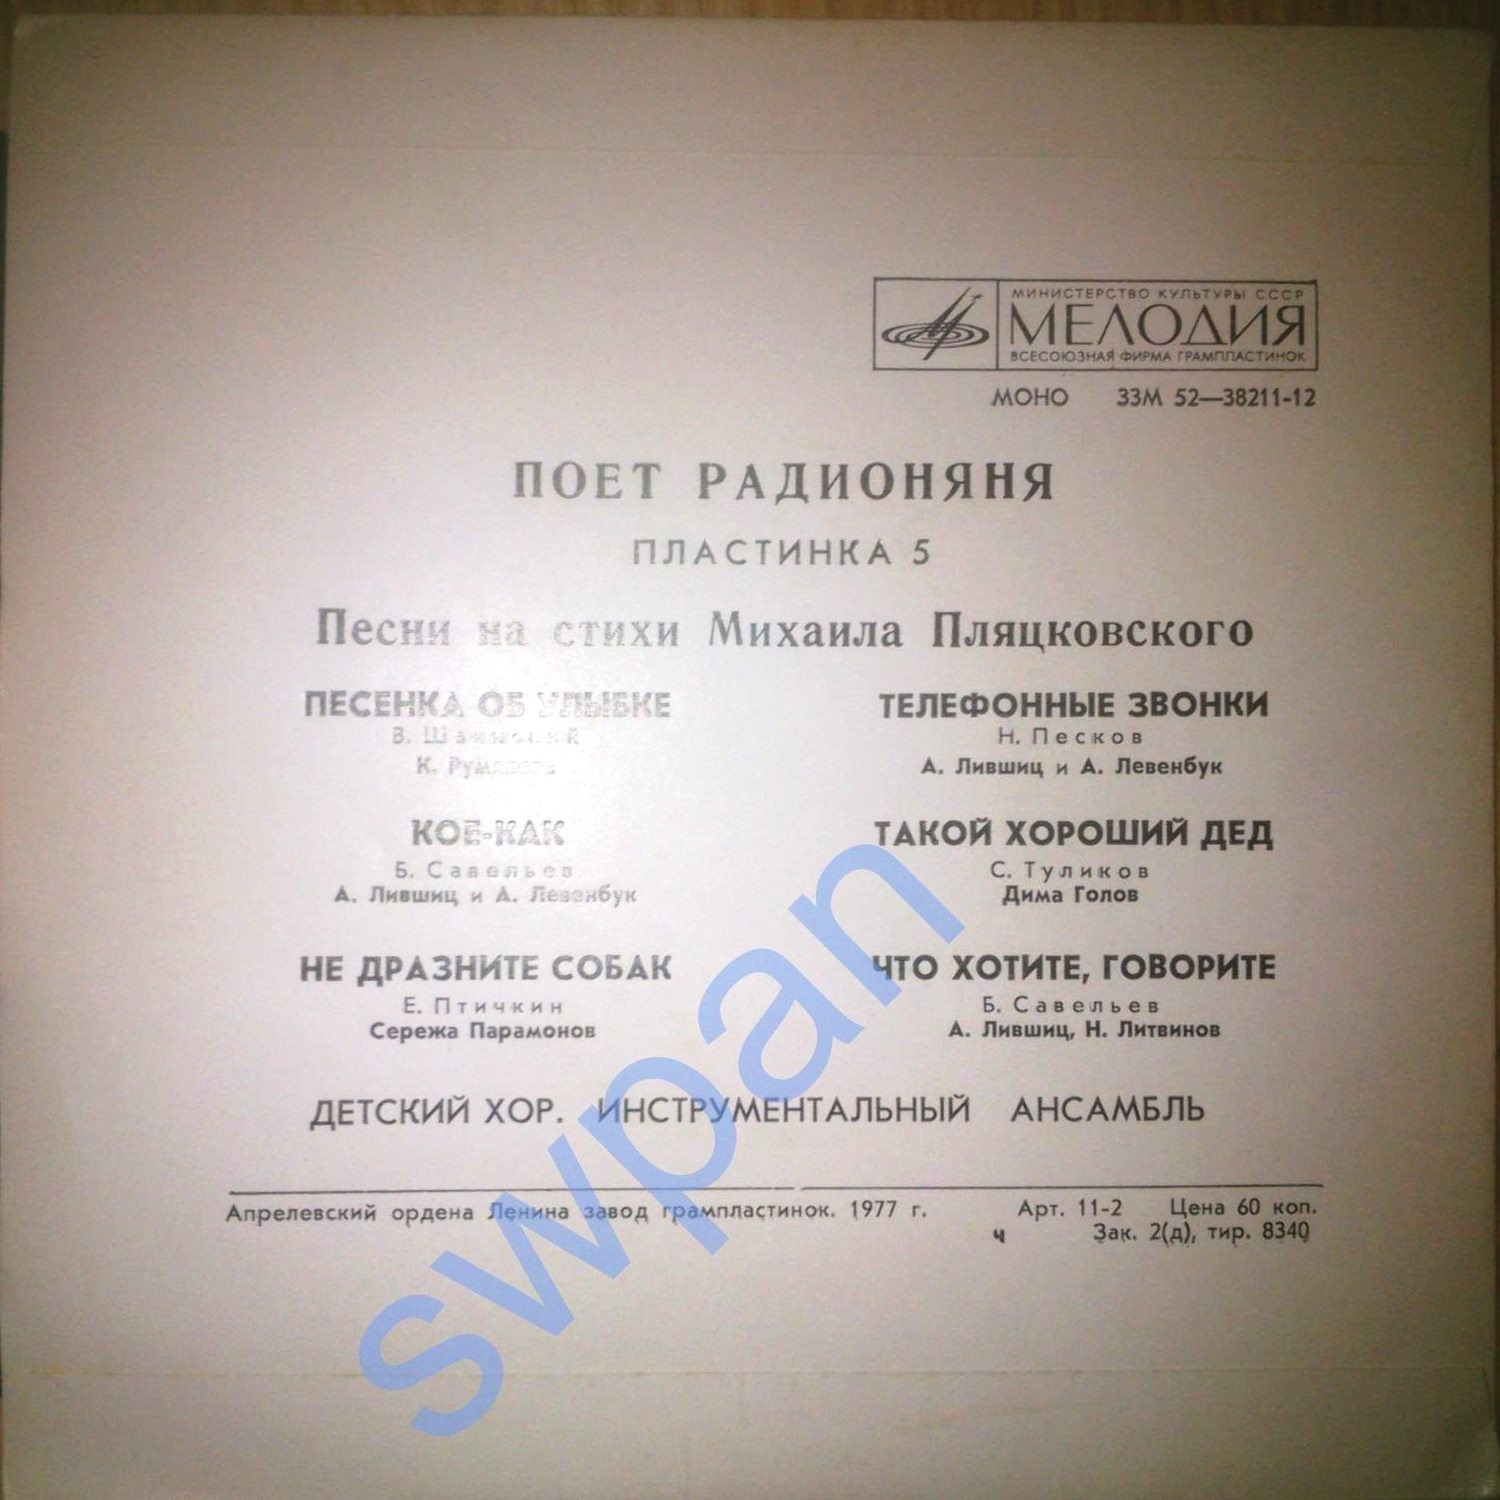 МИНИСТЕРСТВО КУЛЬТУРЫ СССР
МЕЛОДИЯ
ВСЕСОЮЗНАЯ ФИРМА ГРАМПЛАСТИНОК
МОНО 33М 52—38211-12
ПОЕТ РАДИОНЯНЯ
ПЛАСТИНКА 5
Песни на стихи Михаила Пляцковского
ПЕСЕНКА ОБ УЛЫБКЕ
В. Шаинский
К.
КОЕ-КАК
Б. Савельев
А. Лившиц и А. Левенбук
НЕ ДРАЗНИТЕ СОБАК
Е. Птичкин
Сережа Парамонов
ТЕЛЕФОННЫЕ ЗВОНКИ
Н. Песков
А. Лившиц и А. Левенбук
ТАКОЙ ХОРОШИЙ ДЕД
С. Туликов
Дима Голов
ЧТО ХОТИТЕ, ГОВОРИТЕ
Б. Савельев
А. Лившиц, Н. Литвинов
ДЕТСКИЙ ХОР. ИНСТРУМЕНТАЛЬНЫЙ АНСАМБЛЬ
Апрелевский ордена Ленина завод грампластинок. 1977 г.
Арт. 11-2 Цена 60 коп.
ч Зак. 2(д), тир. 8340
swpan